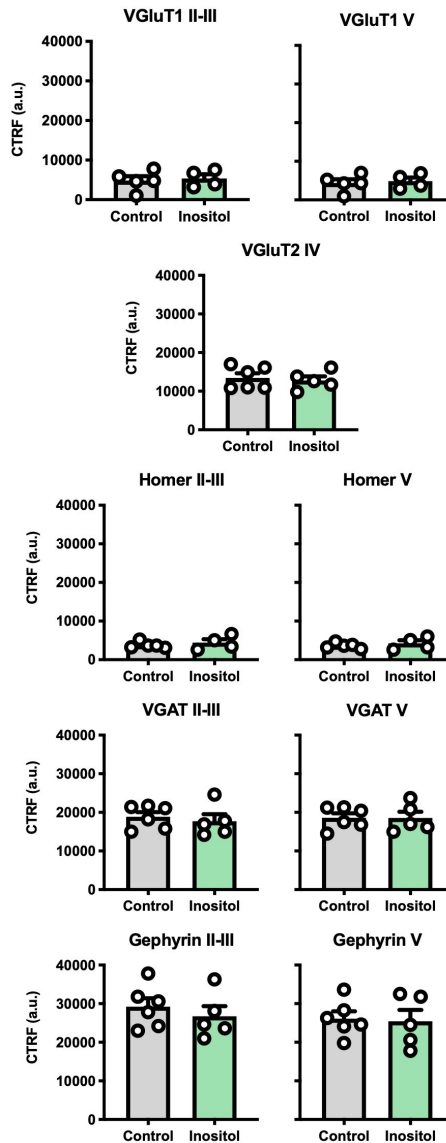 VGluT1 II-III
VGluT1 V
CTRF (a.u.)
40000
30000
20000
10000
0
Control Inositol
Control Inositol
VGluT2 IV
CTRF (a.u.)
40000
30000
20000
10000
0
Control Inositol
Homer II-III
Homer V
CTRF (a.u.)
40000
30000
20000
10000
0
Control Inositol
Control Inositol
VGAT II-III
VGAT V
CTRF (a.u.)
40000
30000
20000
10000
0
Control Inositol
Control Inositol
Gephyrin II-III
Gephyrin V
CTRF (a.u.)
40000
30000
20000
10000
0
Control Inositol
Control Inositol